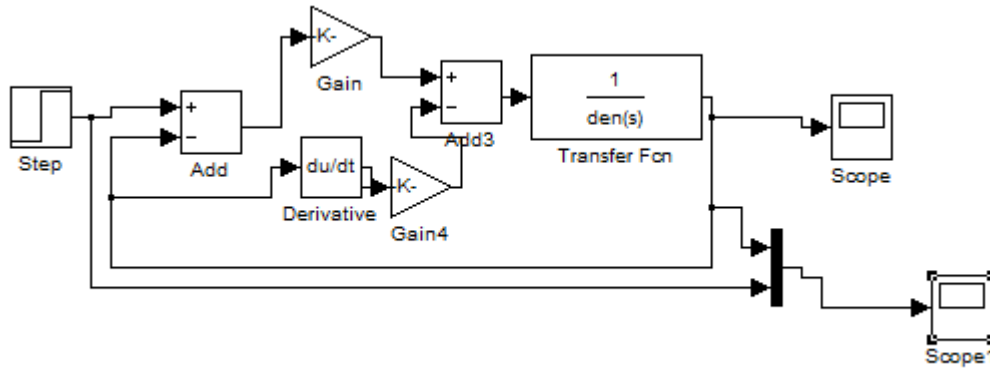 K-
Gain
+
−
Add3
1
den(s)
Transfer Fcn
Step
+
−
Add
Scope
du/dt
Derivative
K-
Gain4
Scope1